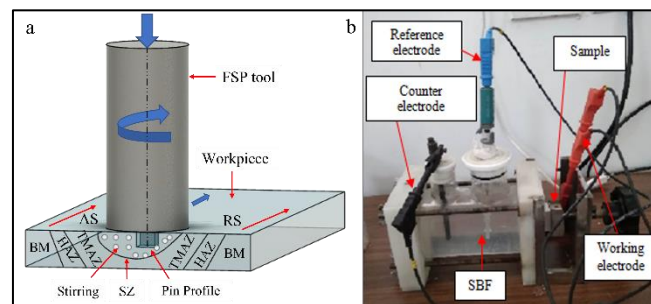 a
FSP tool
Workpiece
AS
RS
BM
HAZ
TMAZ
TMAZ
HAZ
BM
Stirring
SZ
Pin Profile
b
Reference
electrode
Sample
Counter
electrode
Working
electrode
SBF